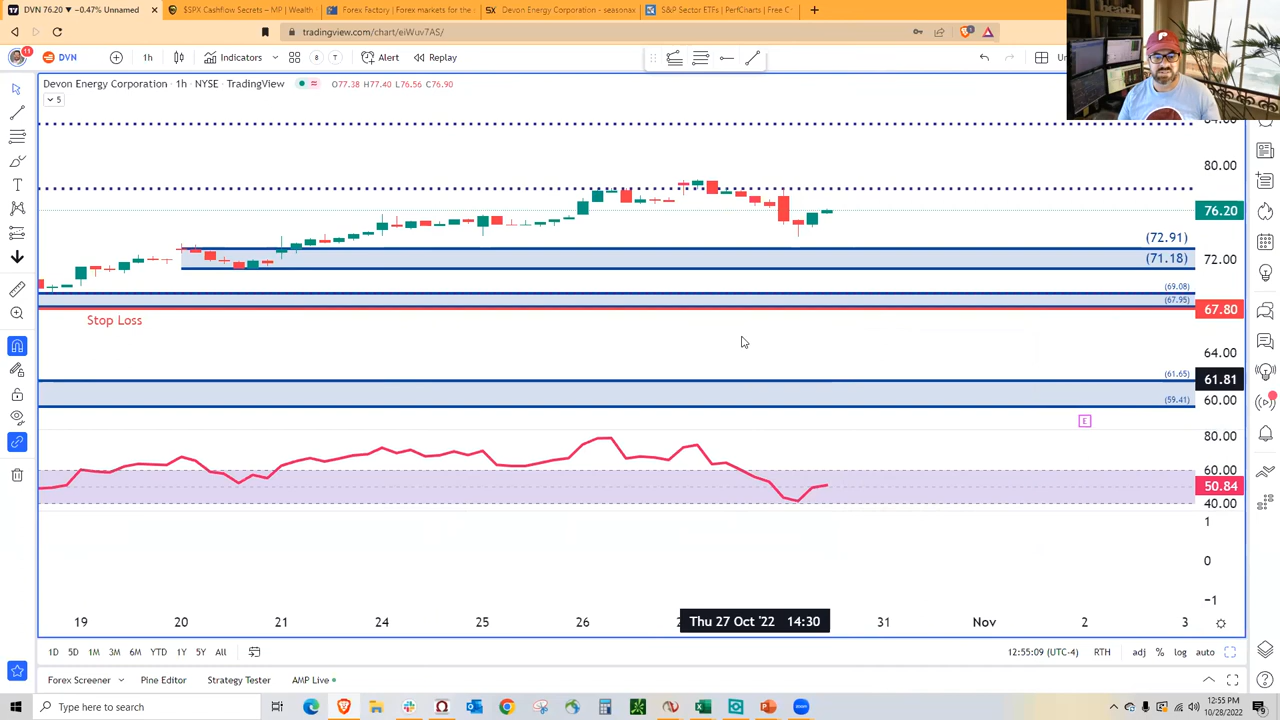 DVN 76.20 ▼ −0.47% Unnamed
$SPX Cashflow Secrets – MP | Wealth
Forex Factory | Forex markets for the
Devon Energy Corporation - seasonax
S&P Sector ETFs | PerfCharts | Free C
tradingview.com/chart/eiWuv7AS/
11
DVN
1h
Indicators
Alert
Replay
Un
Devon Energy Corporation · 1h · NYSE · TradingView
O77.38 H77.40 L76.56 C76.90
5
80.00
76.20
(72.91)
72.00
(71.18)
(69.08)
(67.95)
67.80
Stop Loss
64.00
(61.65)
61.81
(59.41)
60.00
E
80.00
60.00
50.84
40.00
1
0
−1
19
20
21
24
25
26
Thu 27 Oct '22 14:30
31
Nov
2
3
1D 5D 1M 3M 6M YTD 1Y 5Y All
12:55:09 (UTC-4)
RTH
adj % log auto
Forex Screener
Pine Editor
Strategy Tester
AMP Live
Type here to search
12:55 PM
10/28/2022